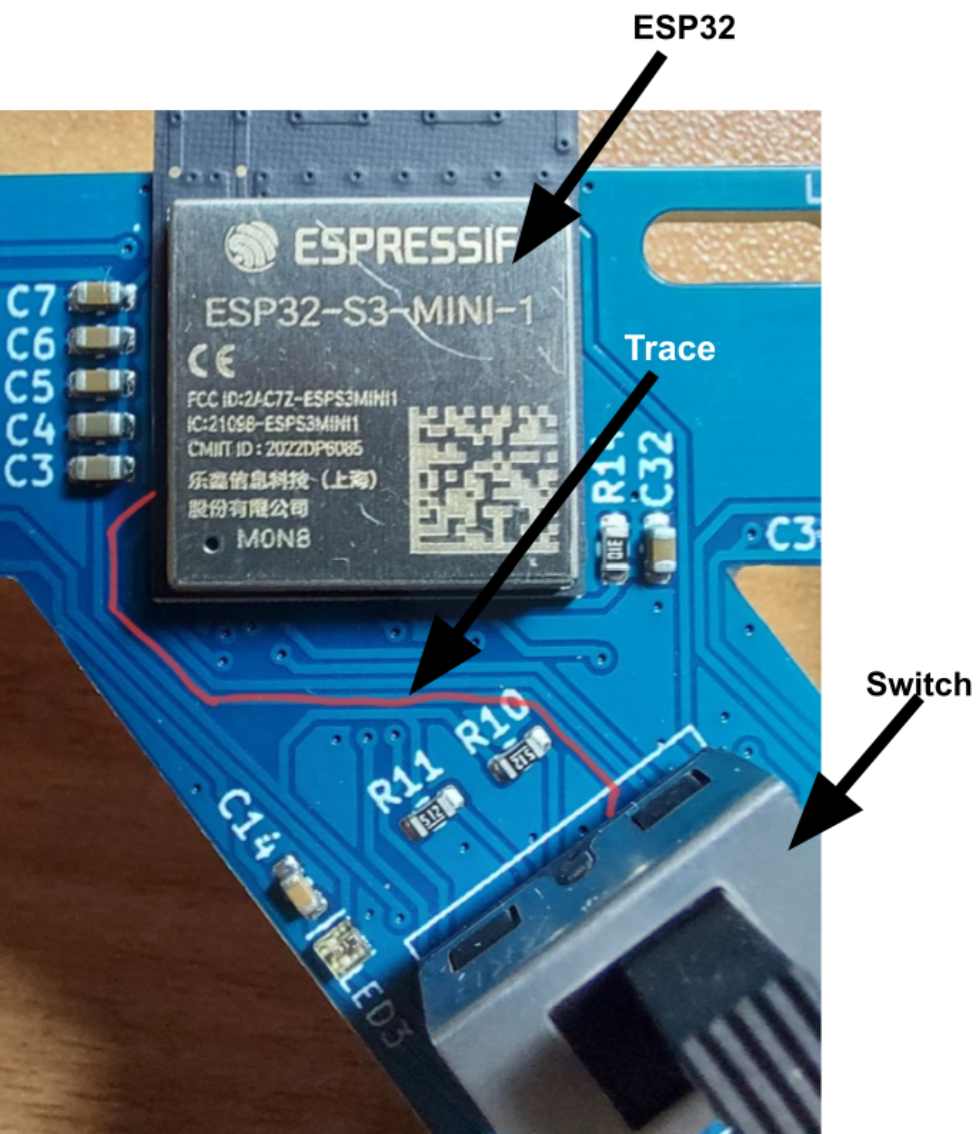 ESP32
L
ESPRESSIF
ESP32-S3-MINI-1
CE
FCC ID:2AC7Z-ESPS3MINI1
IC:21098-ESPS3MINI1
CMIIT ID : 2022DP6085
乐鑫信息科技 (上海)
股份有限公司
M0N8
C7
C6
C5
C4
C3
Trace
C32
C3
Switch
R10
R11
512
512
C14
LED3